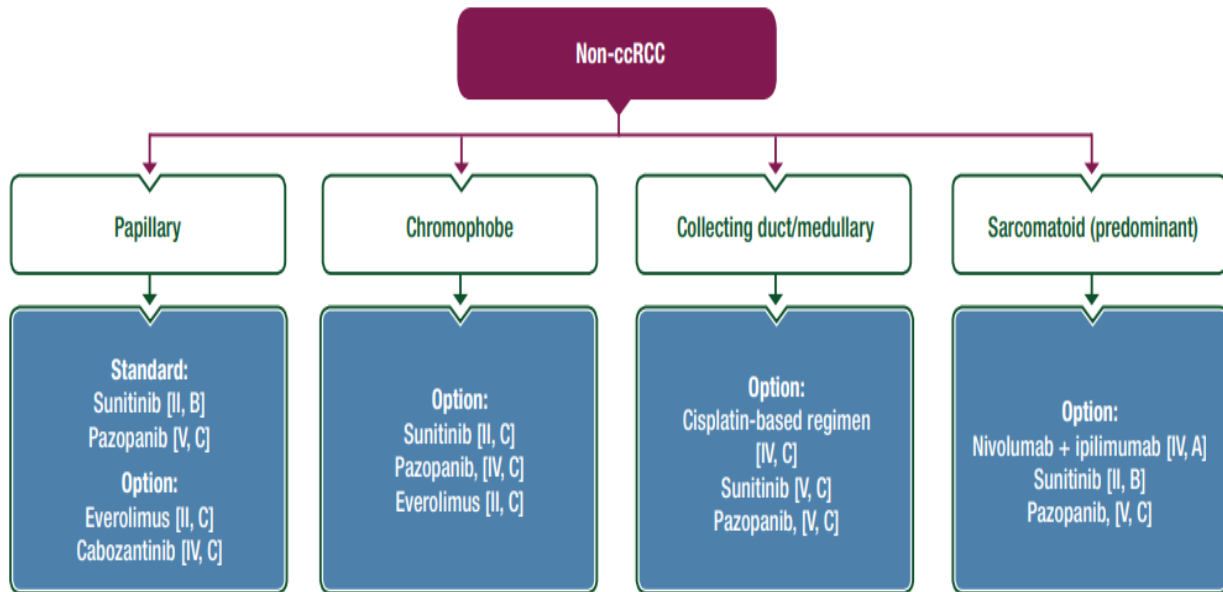 Non-ccRCC
Papillary
Chromophobe
Collecting duct/medullary
Sarcomatoid (predominant)
Standard:
Sunitinib [II, B]
Pazopanib [V, C]
Option:
Everolimus [II, C]
Cabozantinib [IV, C]
Option:
Sunitinib [II, C]
Pazopanib, [IV, C]
Everolimus [II, C]
Option:
Cisplatin-based regimen
[IV, C]
Sunitinib [V, C]
Pazopanib, [V, C]
Option:
Nivolumab + ipilimumab [IV, A]
Sunitinib [II, B]
Pazopanib, [V, C]